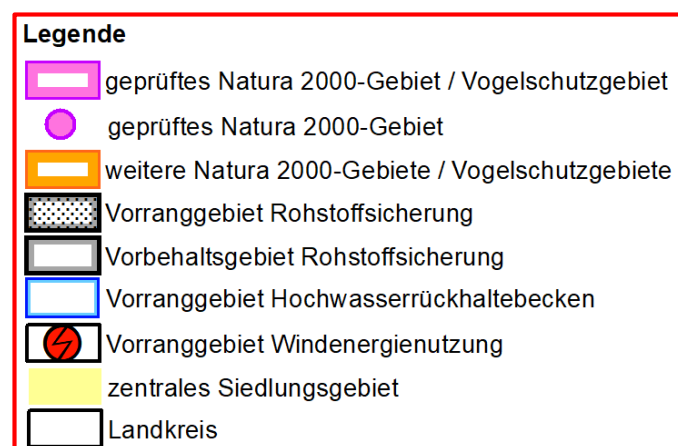 Legende
geprüftes Natura 2000-Gebiet / Vogelschutzgebiet
geprüftes Natura 2000-Gebiet
weitere Natura 2000-Gebiete / Vogelschutzgebiete
Vorranggebiet Rohstoffsicherung
Vorbehaltsgebiet Rohstoffsicherung
Vorranggebiet Hochwasserrückhaltebecken
Vorranggebiet Windenergienutzung
zentrales Siedlungsgebiet
Landkreis